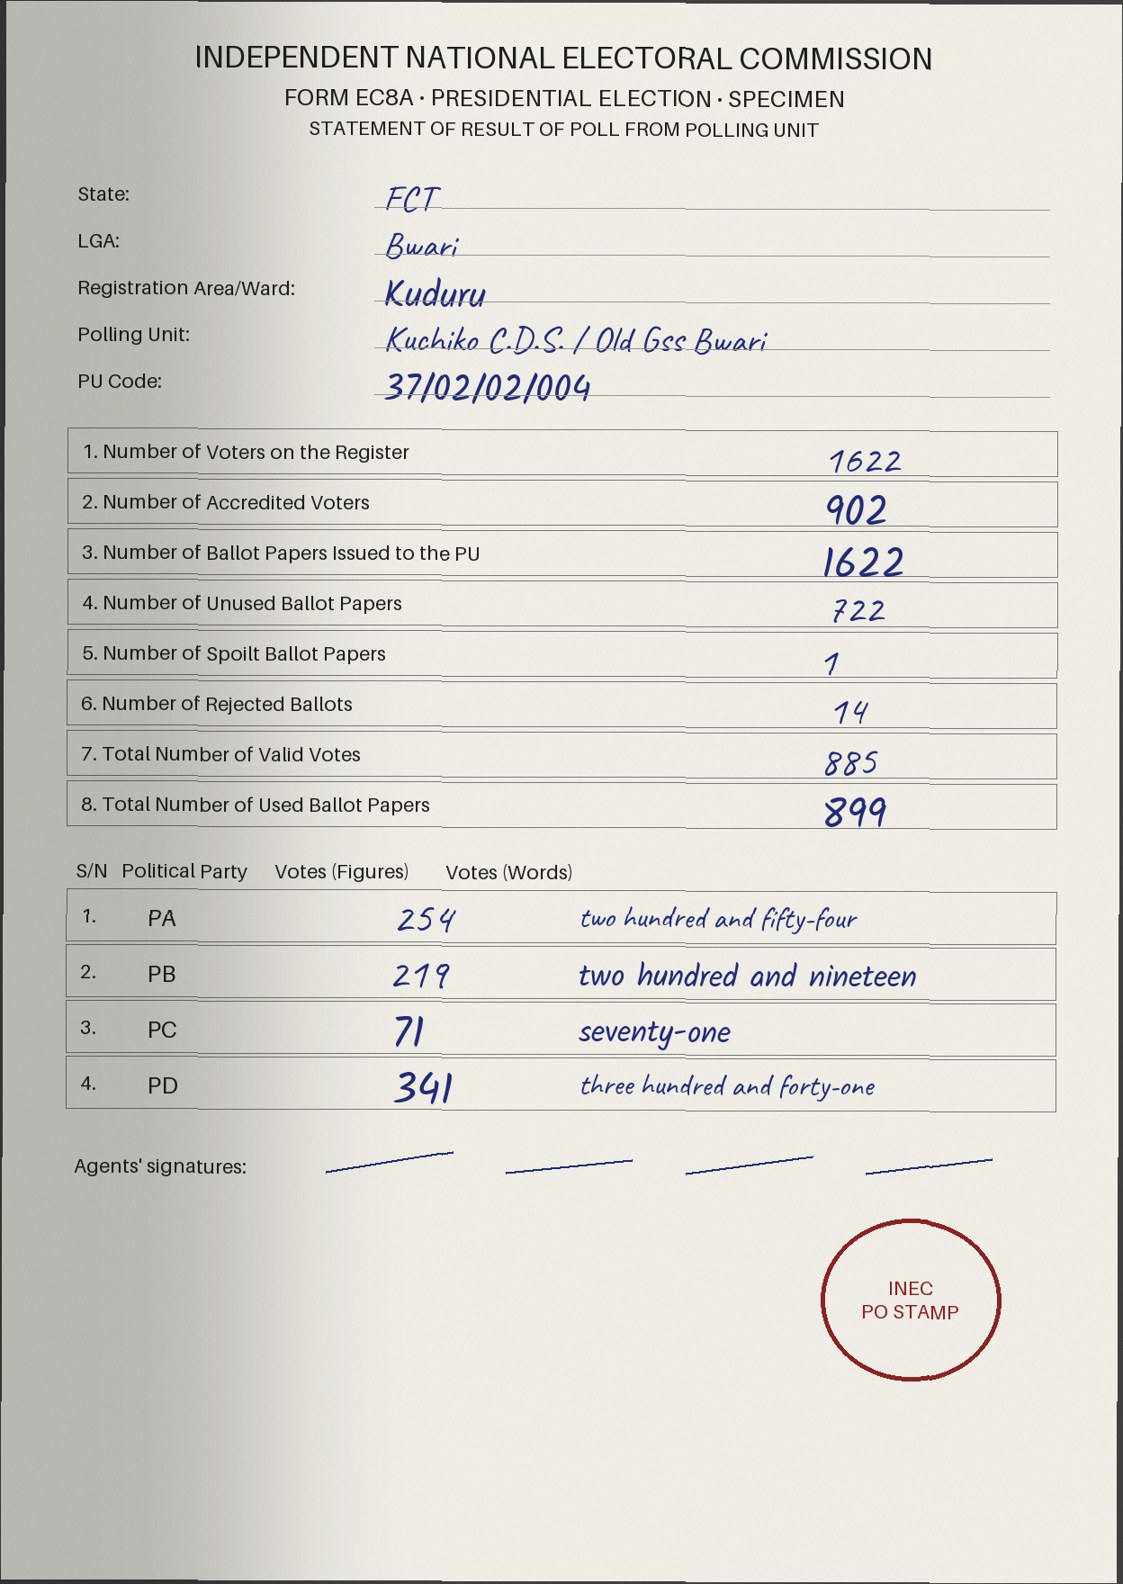 INDEPENDENT NATIONAL ELECTORAL COMMISSION
FORM EC8A · PRESIDENTIAL ELECTION · SPECIMEN
STATEMENT OF RESULT OF POLL FROM POLLING UNIT
State: FCT
LGA: Bwari
Registration Area/Ward: Kuduru
Polling Unit: Kuchiko C.D.S. / Old Gss Bwari
PU Code: 37/02/02/004
1. Number of Voters on the Register 1622
2. Number of Accredited Voters 902
3. Number of Ballot Papers Issued to the PU 1622
4. Number of Unused Ballot Papers 722
5. Number of Spoilt Ballot Papers 1
6. Number of Rejected Ballots 14
7. Total Number of Valid Votes 885
8. Total Number of Used Ballot Papers 899
S/N Political Party Votes (Figures) Votes (Words)
1. PA 254 two hundred and fifty-four
2. PB 219 two hundred and nineteen
3. PC 71 seventy-one
4. PD 341 three hundred and forty-one
Agents' signatures:
INEC
PO STAMP